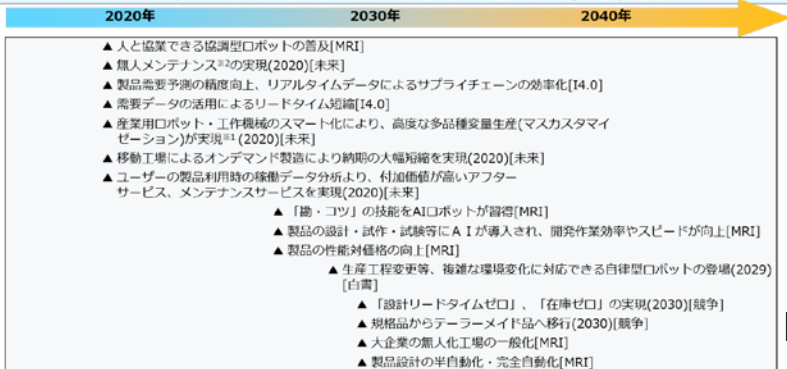 2020年 2030年 2040年
▲ 人と協業できる協調型ロボットの普及[MRI]
▲ 無人メンテナンス※2の実現(2020)[未来]
▲ 製品需要予測の精度向上、リアルタイムデータによるサプライチェーンの効率化[I4.0]
▲ 需要データの活用によるリードタイム短縮[I4.0]
▲ 産業用ロボット・工作機械のスマート化により、高度な多品種変量生産(マスカスタマイ
ゼーション)が実現※1 (2020)[未来]
▲ 移動工場によるオンデマンド製造により納期の大幅短縮を実現(2020)[未来]
▲ ユーザーの製品利用時の稼働データ分析より、付加価値が高いアフター
サービス、メンテナンスサービスを実現(2020)[未来]
▲ 「勘・コツ」の技能をAIロボットが習得[MRI]
▲ 製品の設計・試作・試験等にＡＩが導入され、開発作業効率やスピードが向上[MRI]
▲ 製品の性能対価格の向上[MRI]
▲ 生産工程変更等、複雑な環境変化に対応できる自律型ロボットの登場(2029)
[白書]
▲ 「設計リードタイムゼロ」、「在庫ゼロ」の実現(2030)[競争]
▲ 規格品からテーラーメイド品へ移行(2030)[競争]
▲ 大企業の無人化工場の一般化[MRI]
▲ 製品設計の半自動化・完全自動化[MRI]